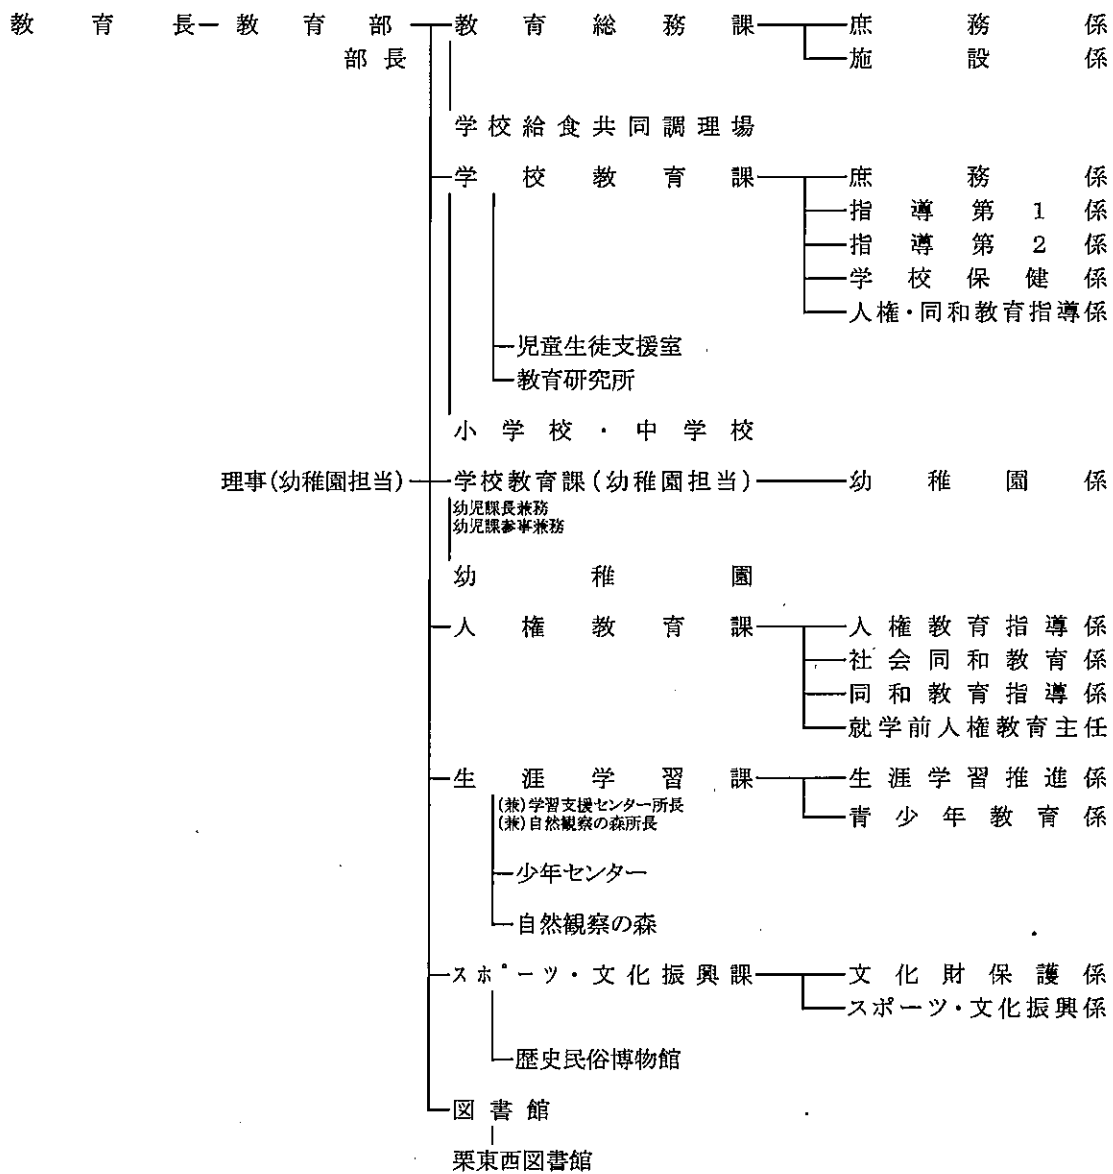 教育長 教育部 教育総務課 庶務係
部長 施設係
学校給食共同調理場
学校教育課 庶務係
指導第1係
指導第2係
学校保健係
人権・同和教育指導係
児童生徒支援室
教育研究所
小学校・中学校
理事(幼稚園担当) 学校教育課(幼稚園担当) 幼稚園係
幼児課長兼務
幼児課参事兼務
幼稚園
人権教育課 人権教育指導係
社会同和教育係
同和教育指導係
就学前人権教育主任
生涯学習課 生涯学習推進係
(兼)学習支援センター所長
(兼)自然観察の森所長
青少年教育係
少年センター
自然観察の森
スポーツ・文化振興課 文化財保護係
スポーツ・文化振興係
歴史民俗博物館
図書館
栗東西図書館